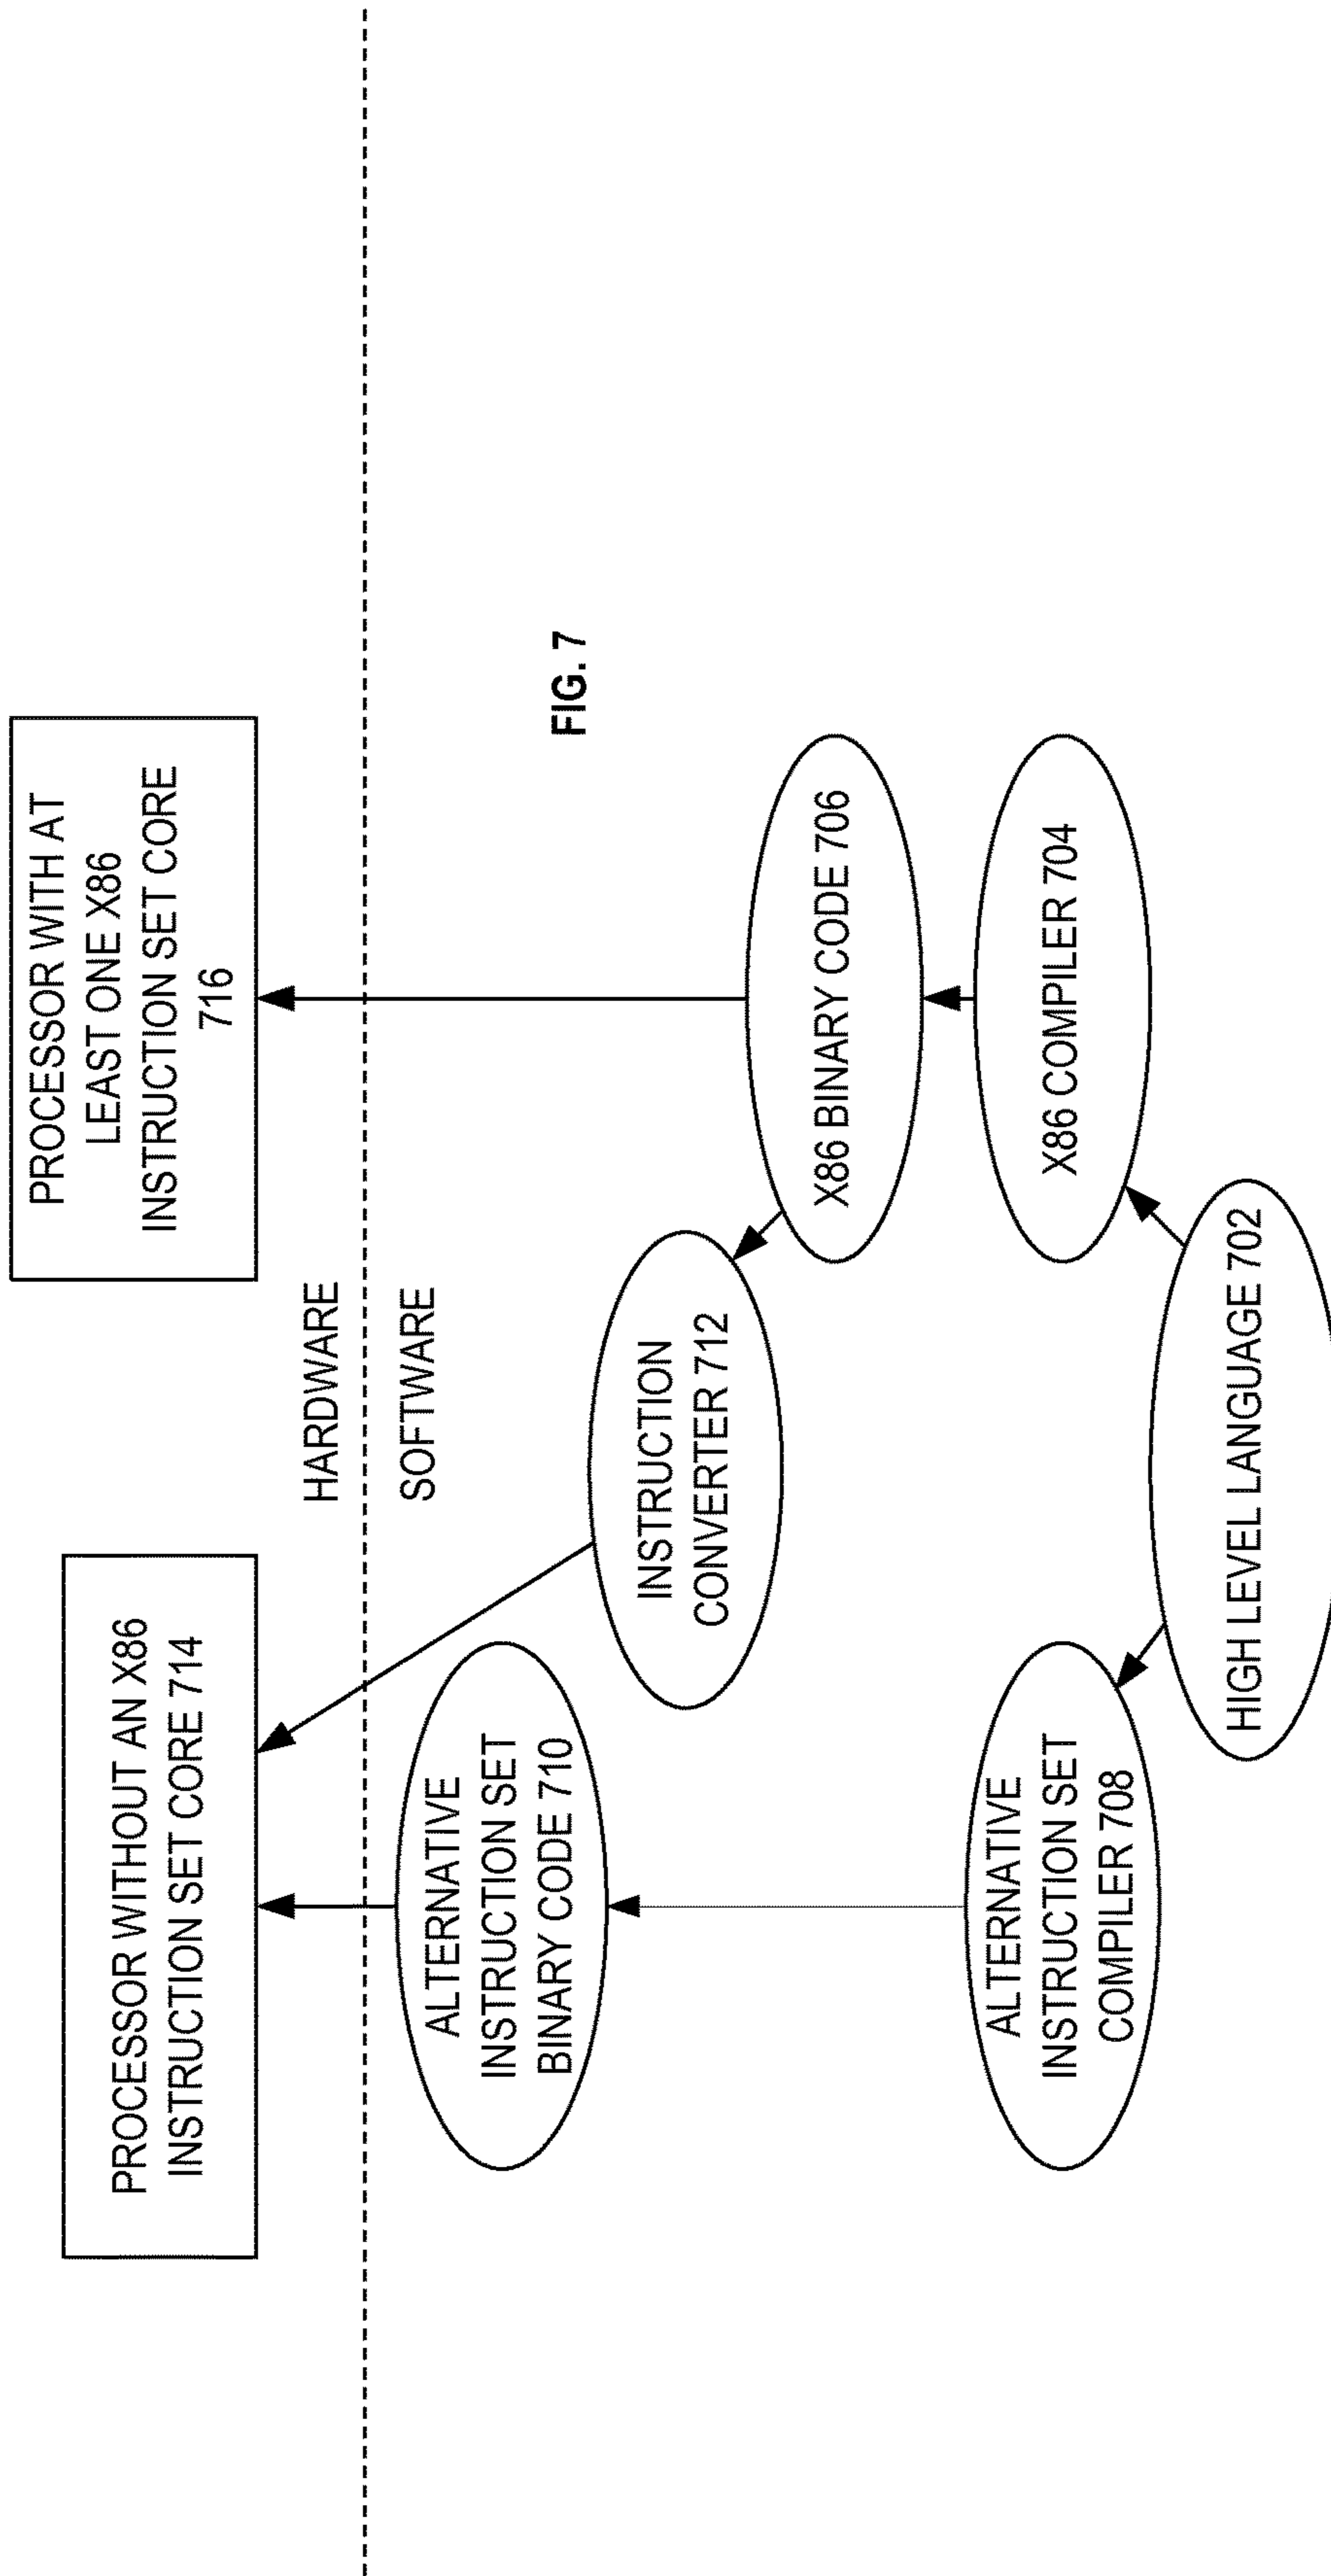 PROCESSOR WITHOUT AN X86
INSTRUCTION SET CORE 714
PROCESSOR WITH AT
LEAST ONE X86
INSTRUCTION SET CORE
716
HARDWARE
SOFTWARE
ALTERNATIVE
INSTRUCTION SET
BINARY CODE 710
INSTRUCTION
CONVERTER 712
FIG. 7
X86 BINARY CODE 706
ALTERNATIVE
INSTRUCTION SET
COMPILER 708
X86 COMPILER 704
HIGH LEVEL LANGUAGE 702